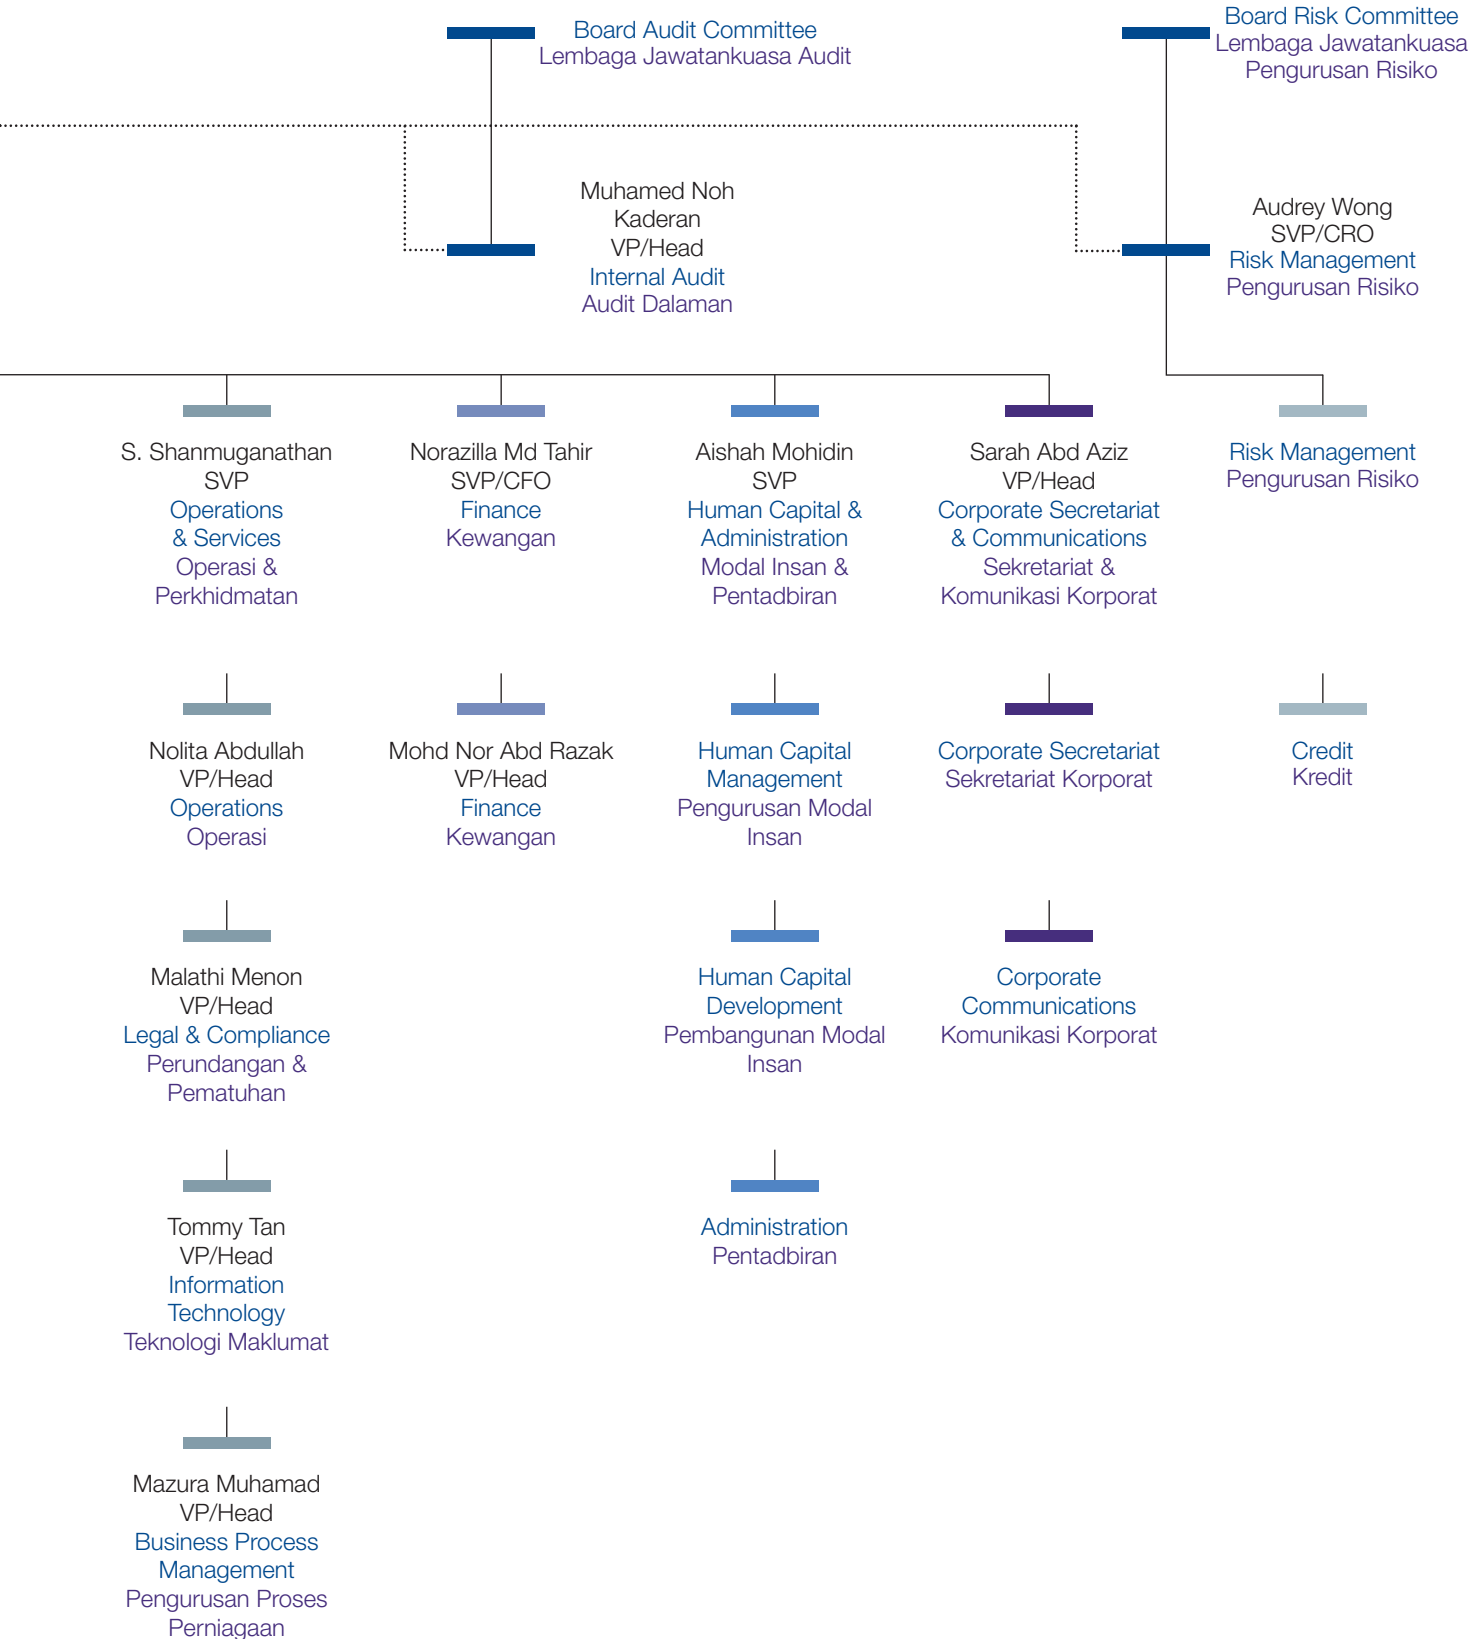 Board Audit Committee
Lembaga Jawatankuasa Audit
Board Risk Committee
Lembaga Jawatankuasa
Pengurusan Risiko
Muhamed Noh
Kaderan
VP/Head
Internal Audit
Audit Dalaman
Audrey Wong
SVP/CRO
Risk Management
Pengurusan Risiko
S. Shanmuganathan
SVP
Operations
& Services
Operasi &
Perkhidmatan
Norazilla Md Tahir
SVP/CFO
Finance
Kewangan
Aishah Mohidin
SVP
Human Capital &
Administration
Modal Insan &
Pentadbiran
Sarah Abd Aziz
VP/Head
Corporate Secretariat
& Communications
Sekretariat &
Komunikasi Korporat
Risk Management
Pengurusan Risiko
Nolita Abdullah
VP/Head
Operations
Operasi
Mohd Nor Abd Razak
VP/Head
Finance
Kewangan
Human Capital
Management
Pengurusan Modal
Insan
Corporate Secretariat
Sekretariat Korporat
Credit
Kredit
Malathi Menon
VP/Head
Legal & Compliance
Perundangan &
Pematuhan
Human Capital
Development
Pembangunan Modal
Insan
Corporate
Communications
Komunikasi Korporat
Tommy Tan
VP/Head
Information
Technology
Teknologi Maklumat
Administration
Pentadbiran
Mazura Muhamad
VP/Head
Business Process
Management
Pengurusan Proses
Perniagaan